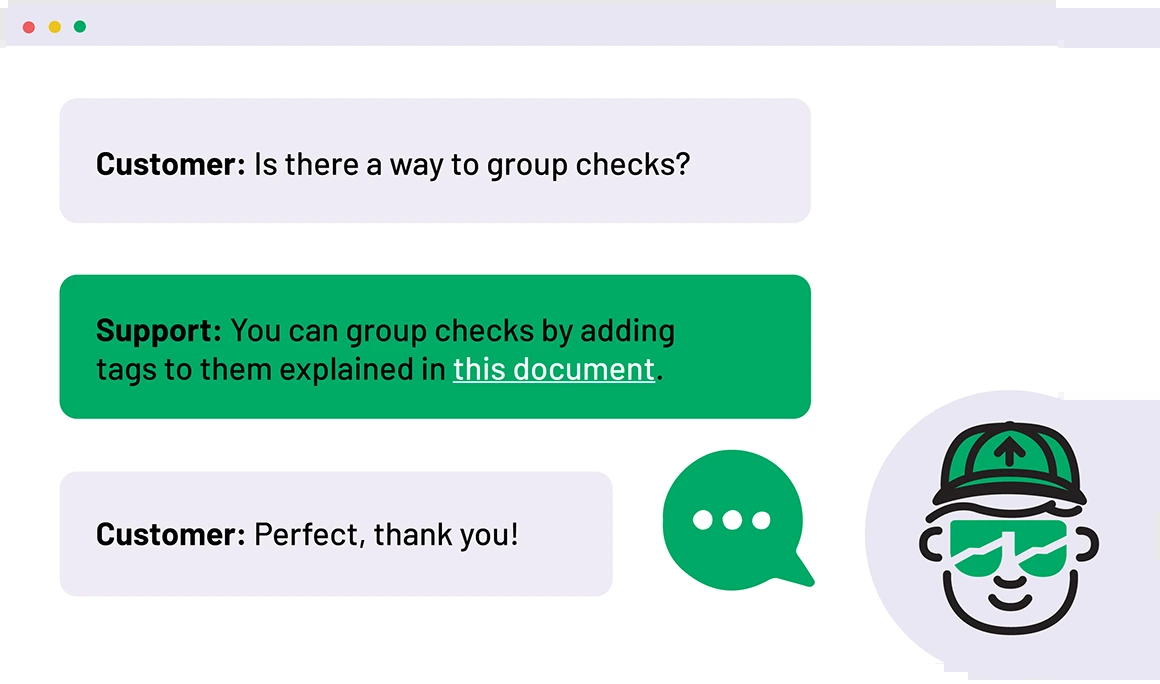 Customer: Is there a way to group checks?
Support: You can group checks by adding
tags to them explained in this document.
Customer: Perfect, thank you!